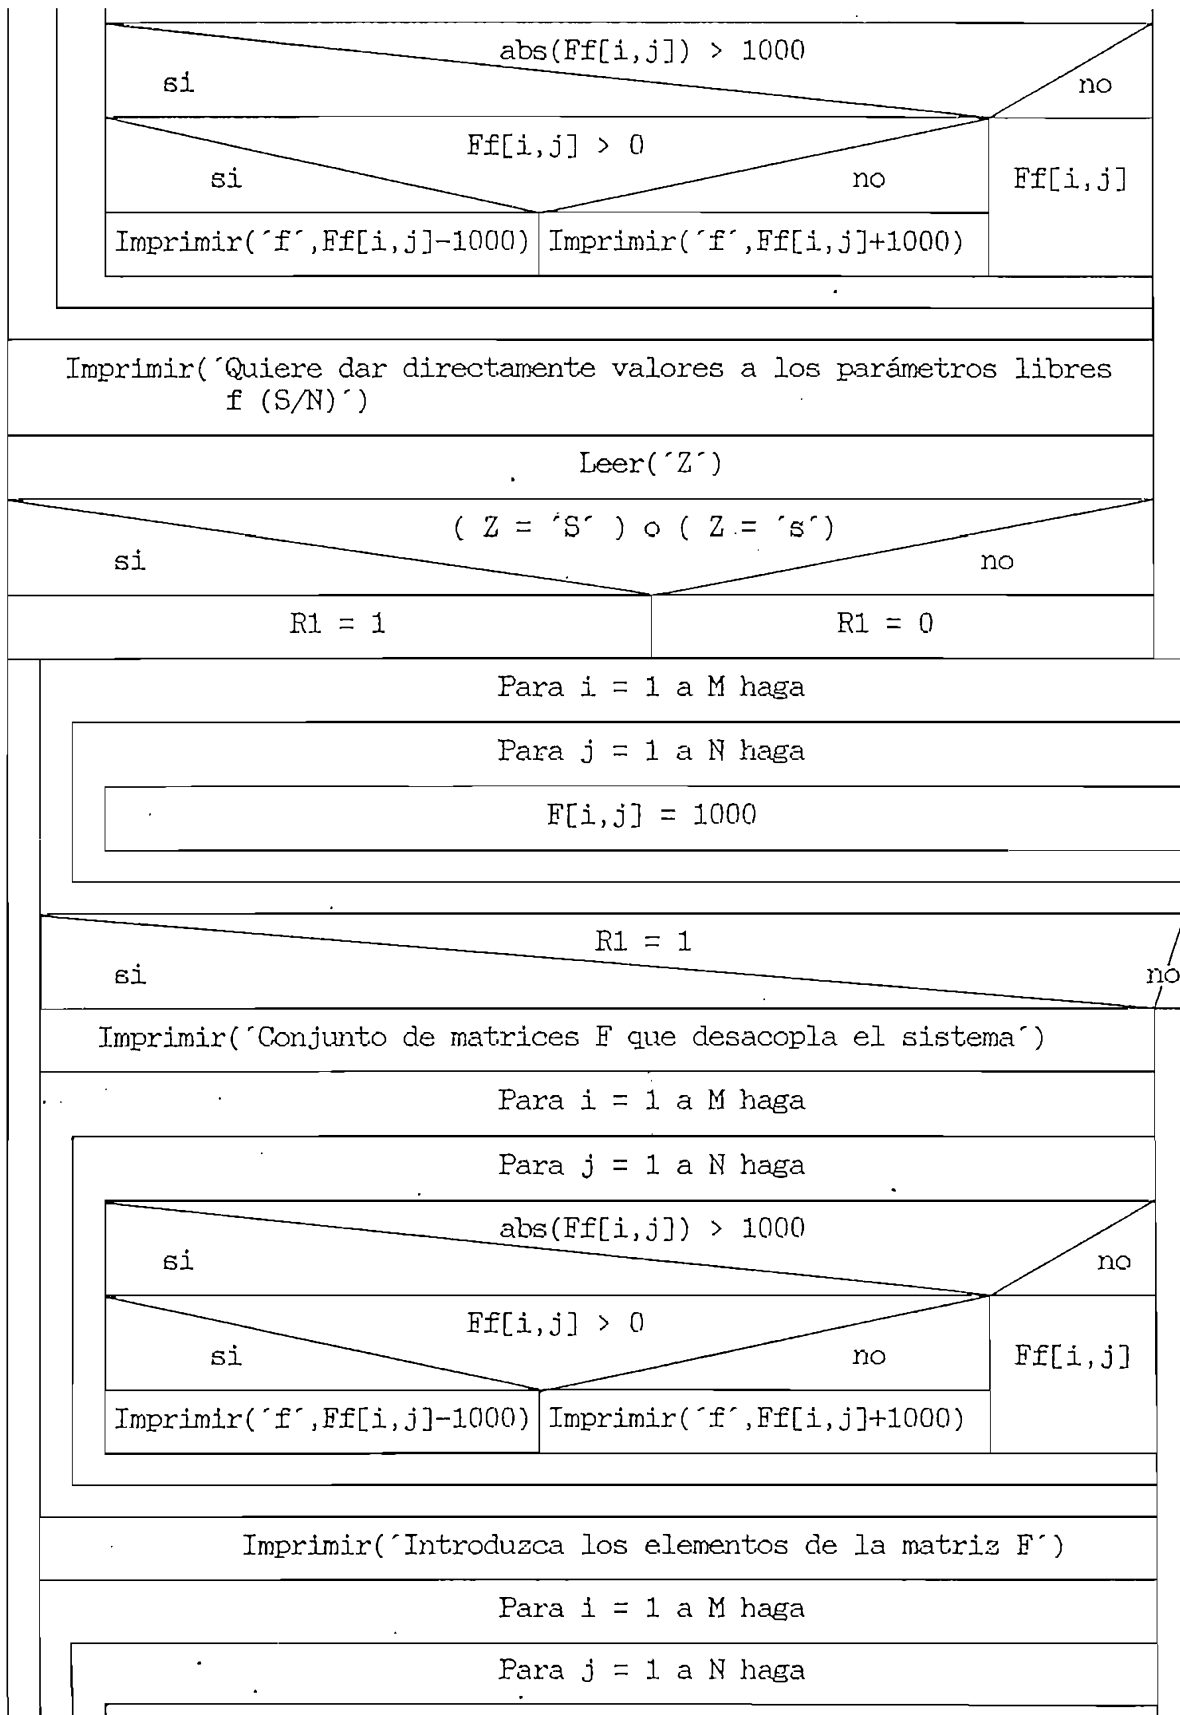 abs(Ff[i,j]) > 1000
si no
Ff[i,j] > 0
si no Ff[i,j]
Imprimir(´f´,Ff[i,j]-1000) Imprimir(´f´,Ff[i,j]+1000)
Imprimir(´Quiere dar directamente valores a los parámetros libres
f (S/N)´)
Leer(´Z´)
( Z = ´S´ ) o ( Z = ´s´)
si no
R1 = 1 R1 = 0
Para i = 1 a M haga
Para j = 1 a N haga
F[i,j] = 1000
R1 = 1
si no
Imprimir(´Conjunto de matrices F que desacopla el sistema´)
Para i = 1 a M haga
Para j = 1 a N haga
abs(Ff[i,j]) > 1000
si no
Ff[i,j] > 0
si no Ff[i,j]
Imprimir(´f´,Ff[i,j]-1000) Imprimir(´f´,Ff[i,j]+1000)
Imprimir(´Introduzca los elementos de la matriz F´)
Para i = 1 a M haga
Para j = 1 a N haga